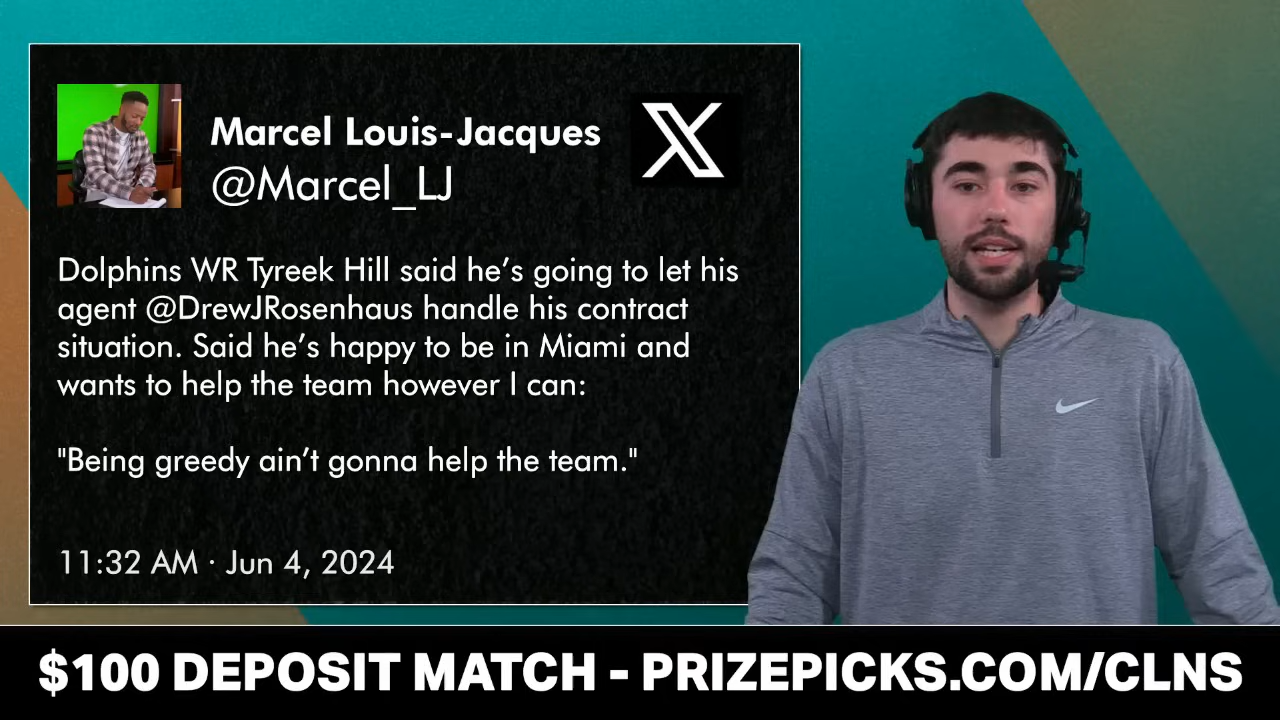 Marcel Louis-Jacques
@Marcel_LJ
Dolphins WR Tyreek Hill said he's going to let his
agent @DrewJRosenhaus handle his contract
situation. Said he's happy to be in Miami and
wants to help the team however I can:
"Being greedy ain't gonna help the team."
11:32 AM · Jun 4, 2024
$100 DEPOSIT MATCH - PRIZEPICKS.COM/CLNS